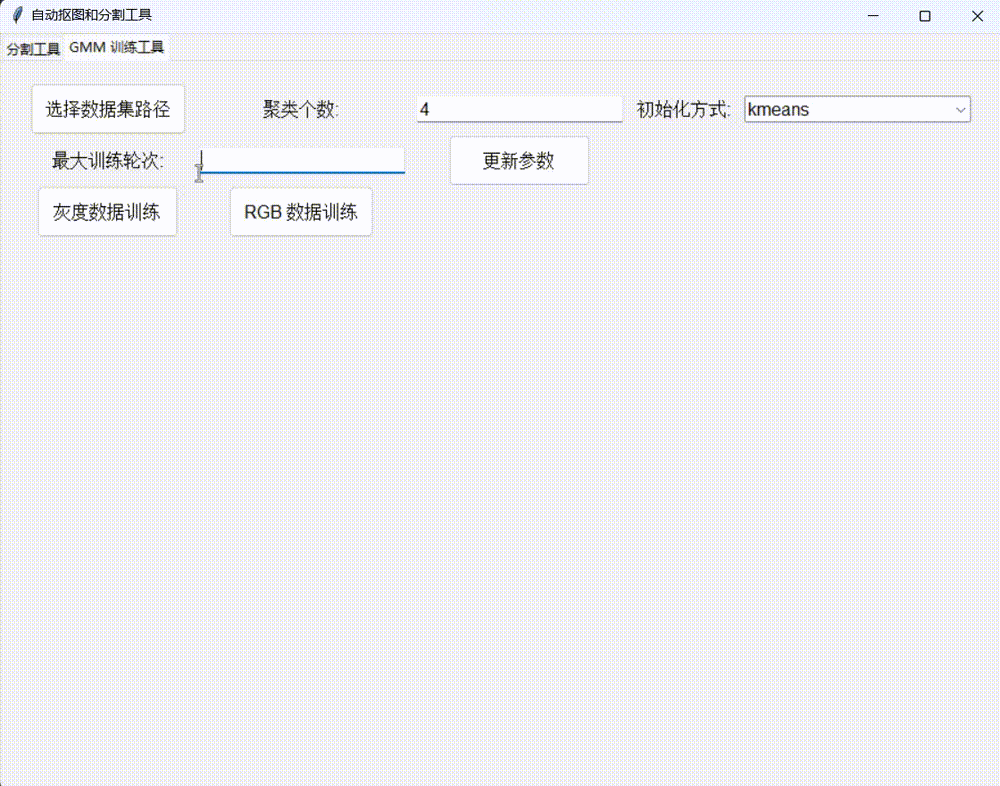 自动抠图和分割工具
分割工具 GMM 训练工具
选择数据集路径 聚类个数: 4 初始化方式: kmeans
最大训练轮次: 更新参数
灰度数据训练 RGB 数据训练